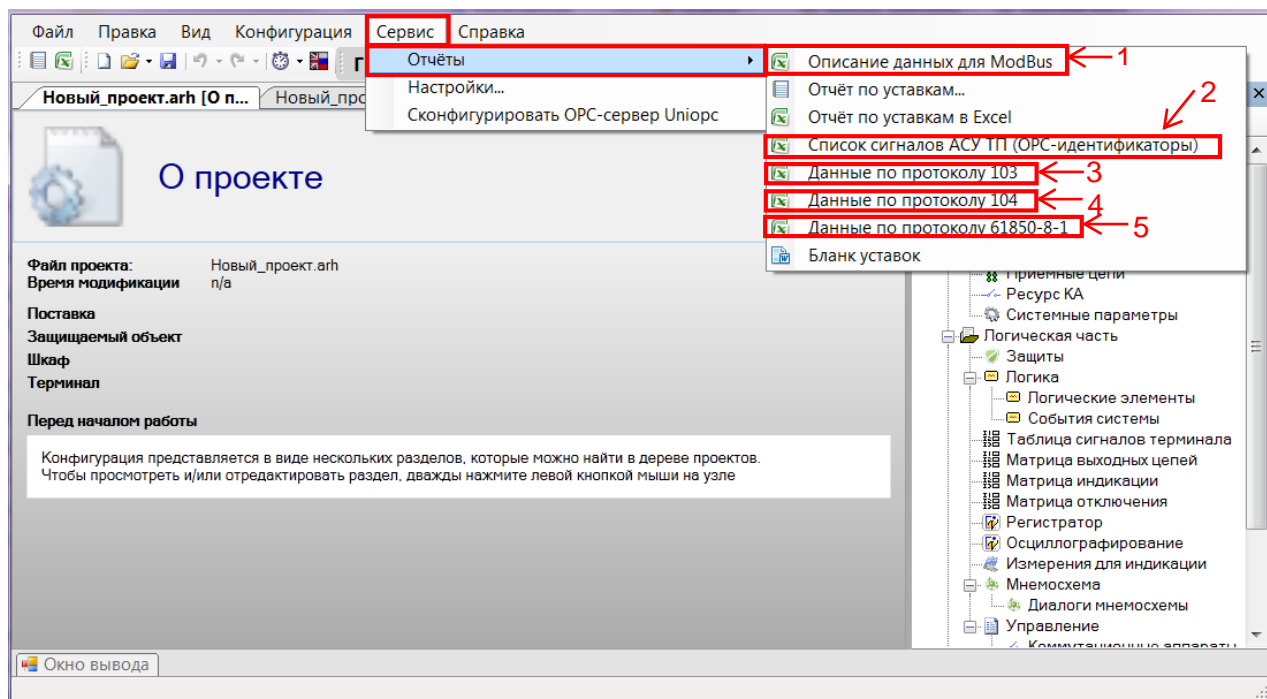 Файл Правка Вид Конфигурация Сервис Справка
Отчёты
Настройки...
Сконфигурировать OPC-сервер Uniopc
Описание данных для ModBus
1
Отчёт по уставкам...
2
Отчёт по уставкам в Excel
Список сигналов АСУ ТП (OPC-идентификаторы)
Данные по протоколу 103
3
Данные по протоколу 104
4
Данные по протоколу 61850-8-1
5
Бланк уставок
Новый_проект.arh [О п... Новый_про
О проекте
Файл проекта: Новый_проект.arh
Время модификации n/a
Поставка
Защищаемый объект
Шкаф
Терминал
Перед началом работы
Конфигурация представляется в виде нескольких разделов, которые можно найти в дереве проектов.
Чтобы просмотреть и/или отредактировать раздел, дважды нажмите левой кнопкой мыши на узле
Приемные цепи
Ресурс КА
Системные параметры
Логическая часть
Защиты
Логика
Логические элементы
События системы
Таблица сигналов терминала
Матрица выходных цепей
Матрица индикации
Матрица отключения
Регистратор
Осциллографирование
Измерения для индикации
Мнемосхема
Диалоги мнемосхемы
Управление
Коммутационные аппараты
Окно вывода